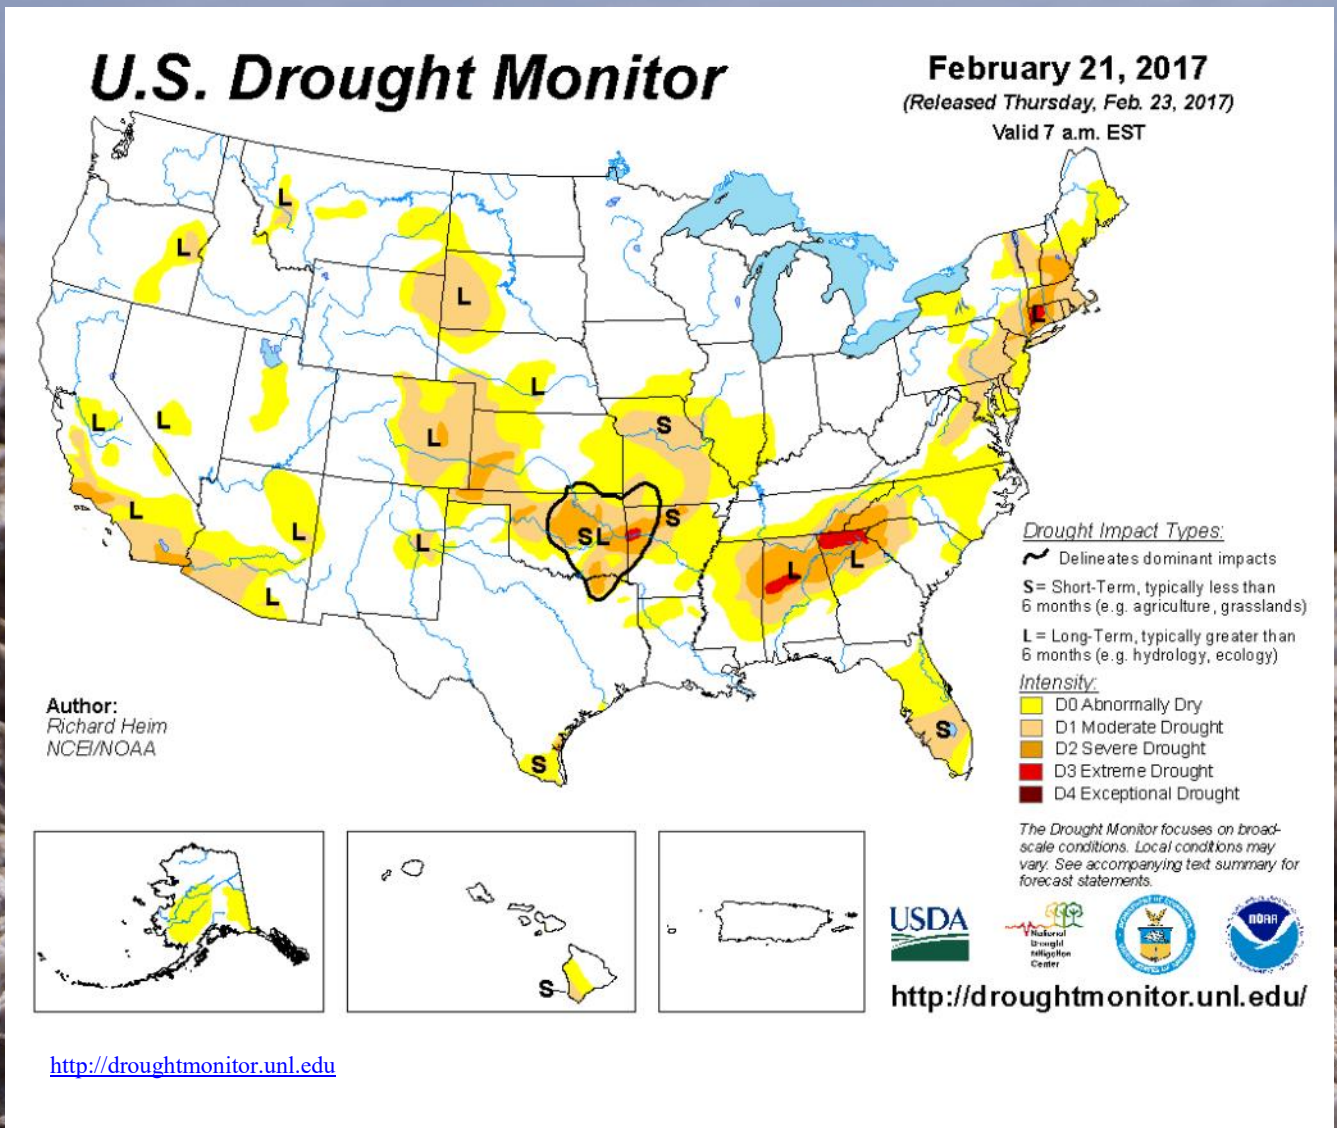 U.S. Drought Monitor
February 21, 2017
(Released Thursday, Feb. 23, 2017)
Valid 7 a.m. EST
L
L
L
L
L
L
L
S
L
L
L
L
L
SL
S
L
L
S
S
Drought Impact Types:
Delineates dominant impacts
S = Short-Term, typically less than
6 months (e.g. agriculture, grasslands)
L = Long-Term, typically greater than
6 months (e.g. hydrology, ecology)
Intensity:
D0 Abnormally Dry
D1 Moderate Drought
D2 Severe Drought
D3 Extreme Drought
D4 Exceptional Drought
Author:
Richard Heim
NCEI/NOAA
The Drought Monitor focuses on broad-
scale conditions. Local conditions may
vary. See accompanying text summary for
forecast statements.
S
USDA
National
Drought
Mitigation
Center
NOAA
http://droughtmonitor.unl.edu/
http://droughtmonitor.unl.edu